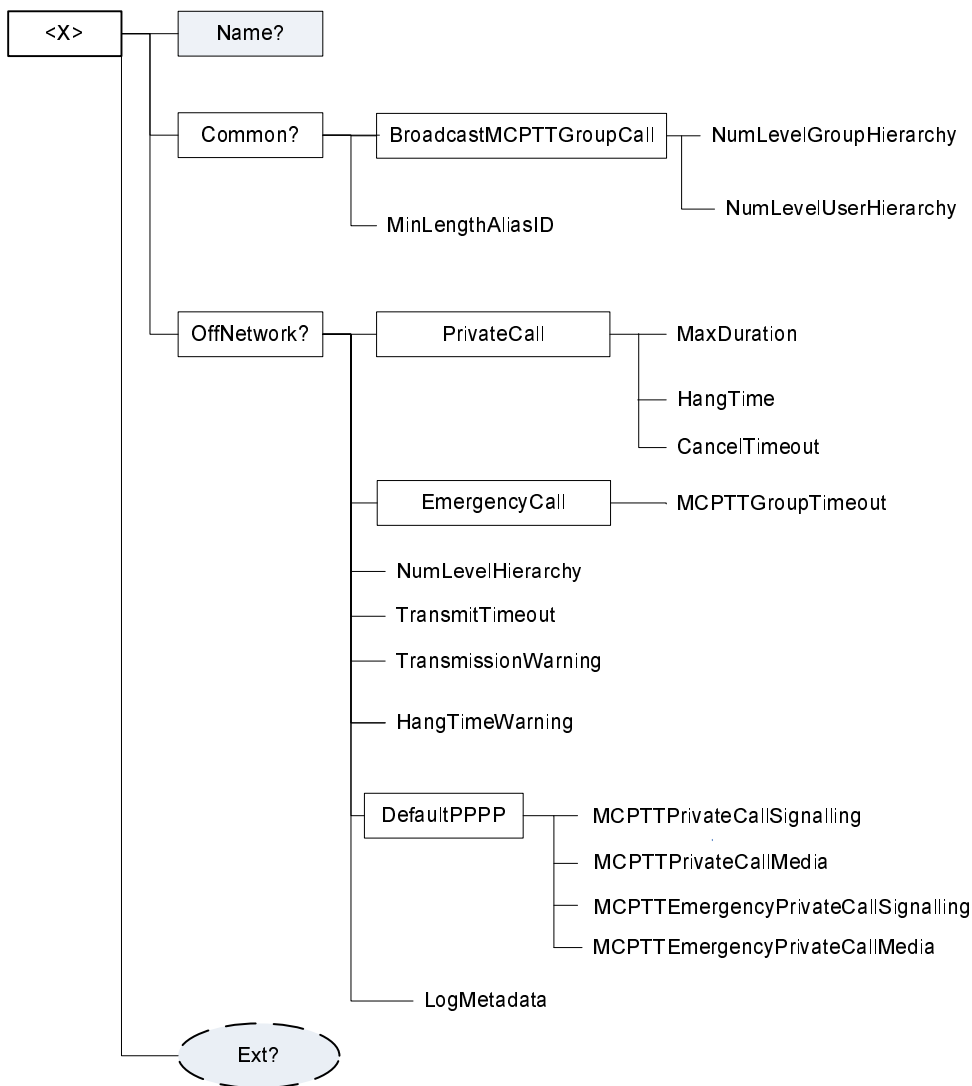 <X>
Name?
Common?
BroadcastMCPTTGroupCall
NumLevelGroupHierarchy
NumLevelUserHierarchy
MinLengthAliasID
OffNetwork?
PrivateCall
MaxDuration
HangTime
CancelTimeout
EmergencyCall
MCPTTGroupTimeout
NumLevelHierarchy
TransmitTimeout
TransmissionWarning
HangTimeWarning
DefaultPPPP
MCPTTPrivateCallSignalling
MCPTTPrivateCallMedia
MCPTTEmergencyPrivateCallSignalling
MCPTTEmergencyPrivateCallMedia
LogMetadata
Ext?